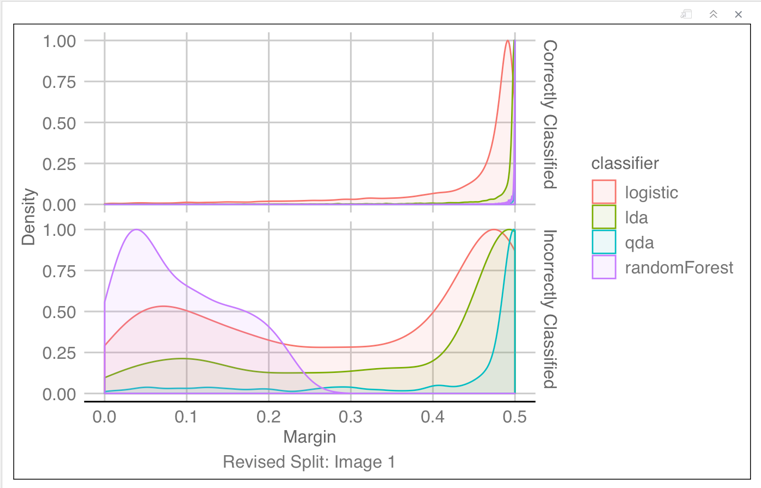 1.00
0.75
0.50
0.25
0.00
Correctly Classified
Density
1.00
0.75
0.50
0.25
0.00
Incorrectly Classified
0.0 0.1 0.2 0.3 0.4 0.5
Margin
Revised Split: Image 1
classifier
logistic
lda
qda
randomForest